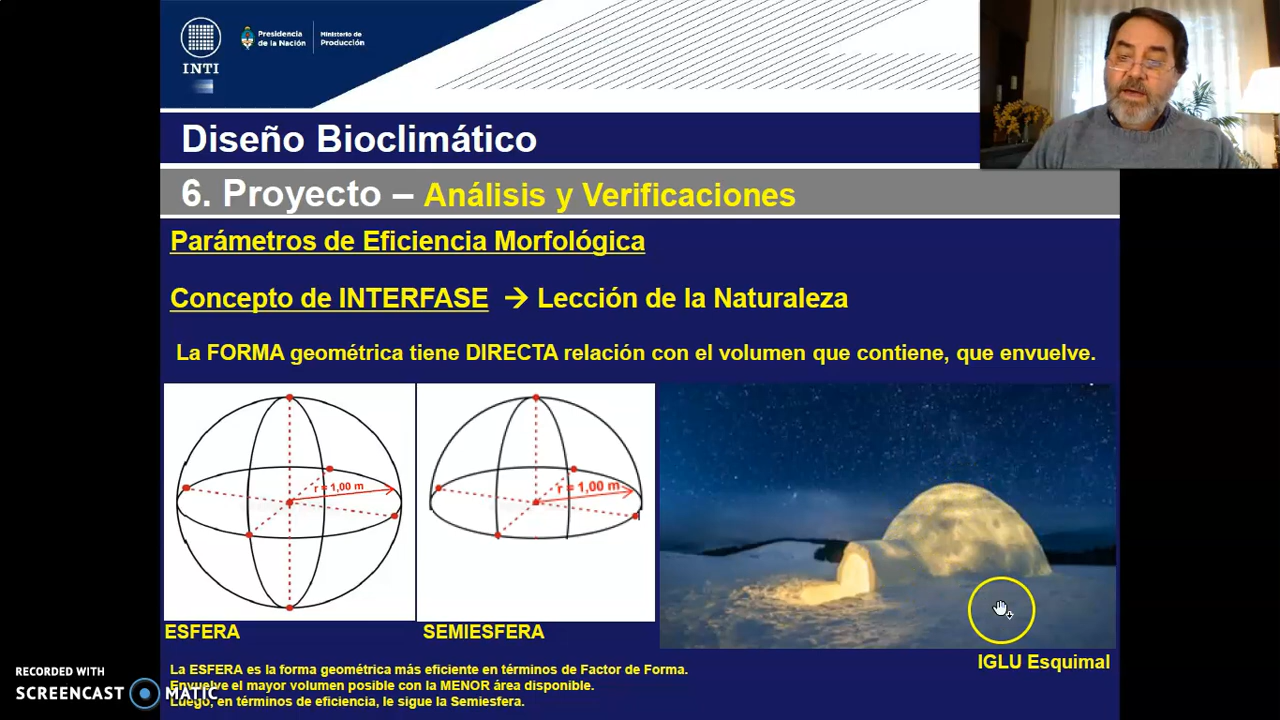 INTI
Presidencia
de la Nación
Ministerio de
Producción
Diseño Bioclimático
6. Proyecto – Análisis y Verificaciones
Parámetros de Eficiencia Morfológica
Concepto de INTERFASE → Lección de la Naturaleza
La FORMA geométrica tiene DIRECTA relación con el volumen que contiene, que envuelve.
r = 1,00 m
r = 1,00 m
ESFERA
SEMIESFERA
IGLU Esquimal
La ESFERA es la forma geométrica más eficiente en términos de Factor de Forma.
Envuelve el mayor volumen posible con la MENOR área disponible.
Luego, en términos de eficiencia, le sigue la Semiesfera.
RECORDED WITH
SCREENCAST MATIC